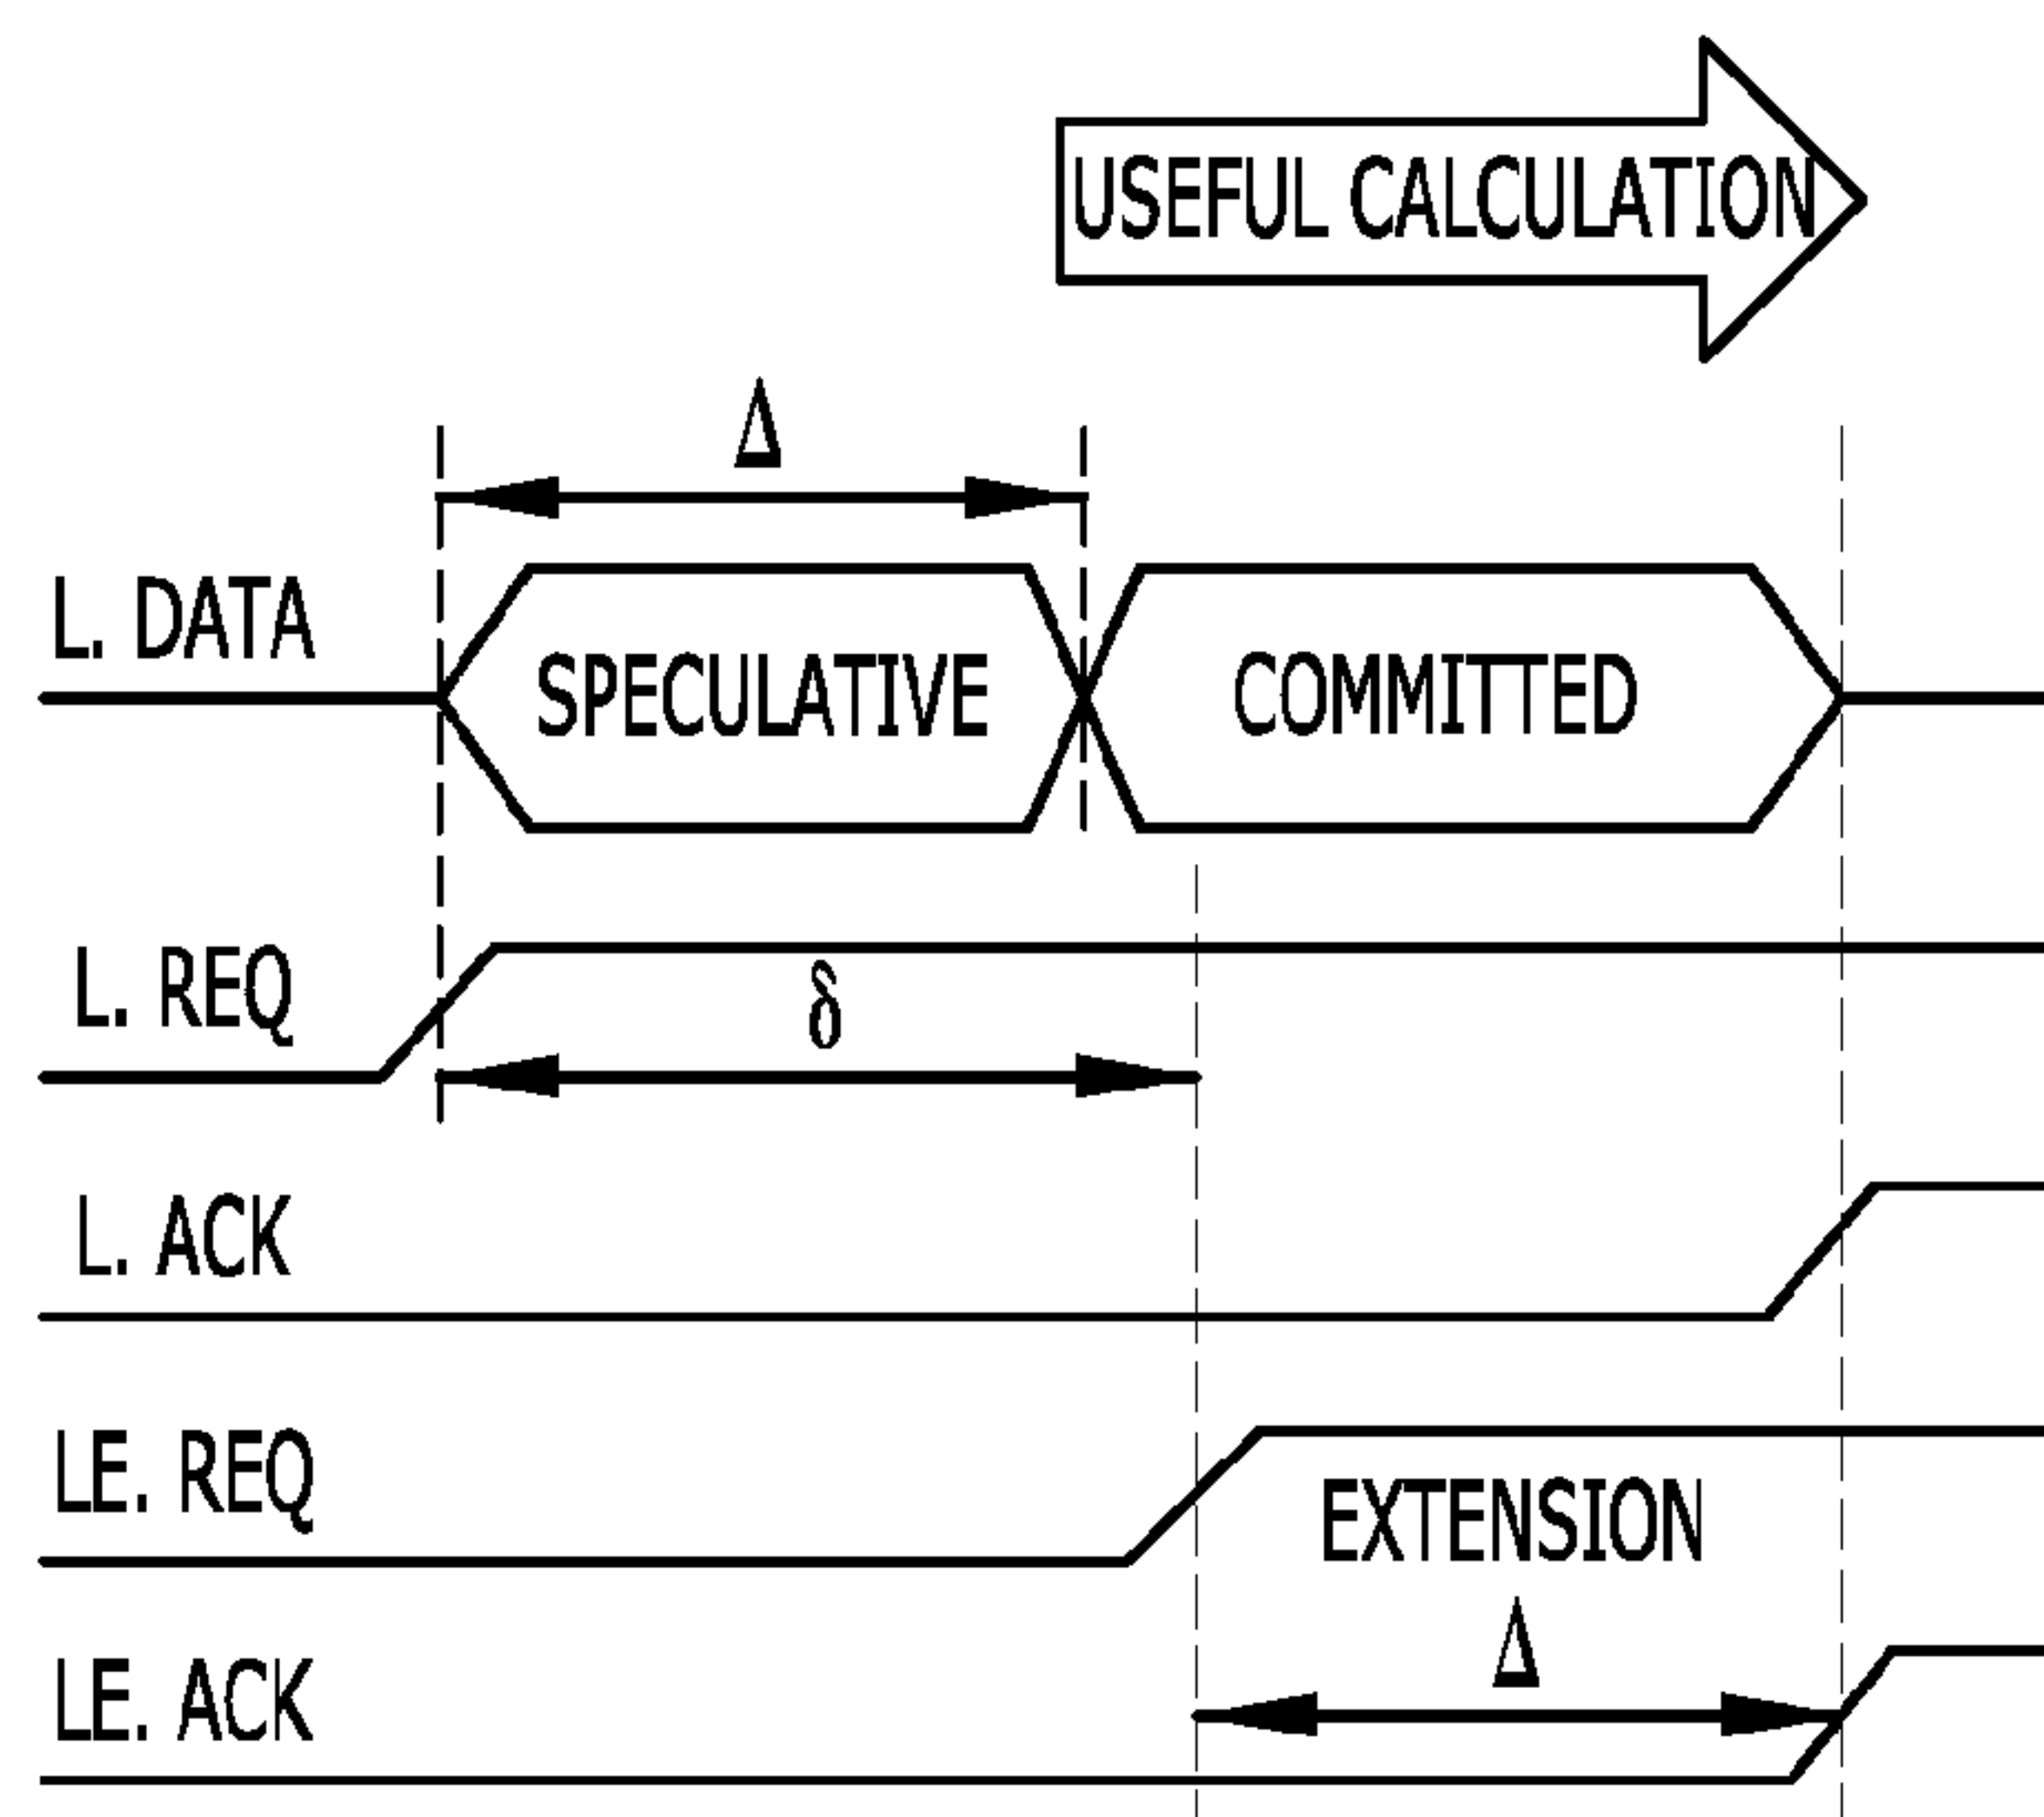 USEFUL CALCULATION
Δ
L. DATA
SPECULATIVE
COMMITTED
L. REQ
δ
L. ACK
LE. REQ
EXTENSION
Δ
LE. ACK